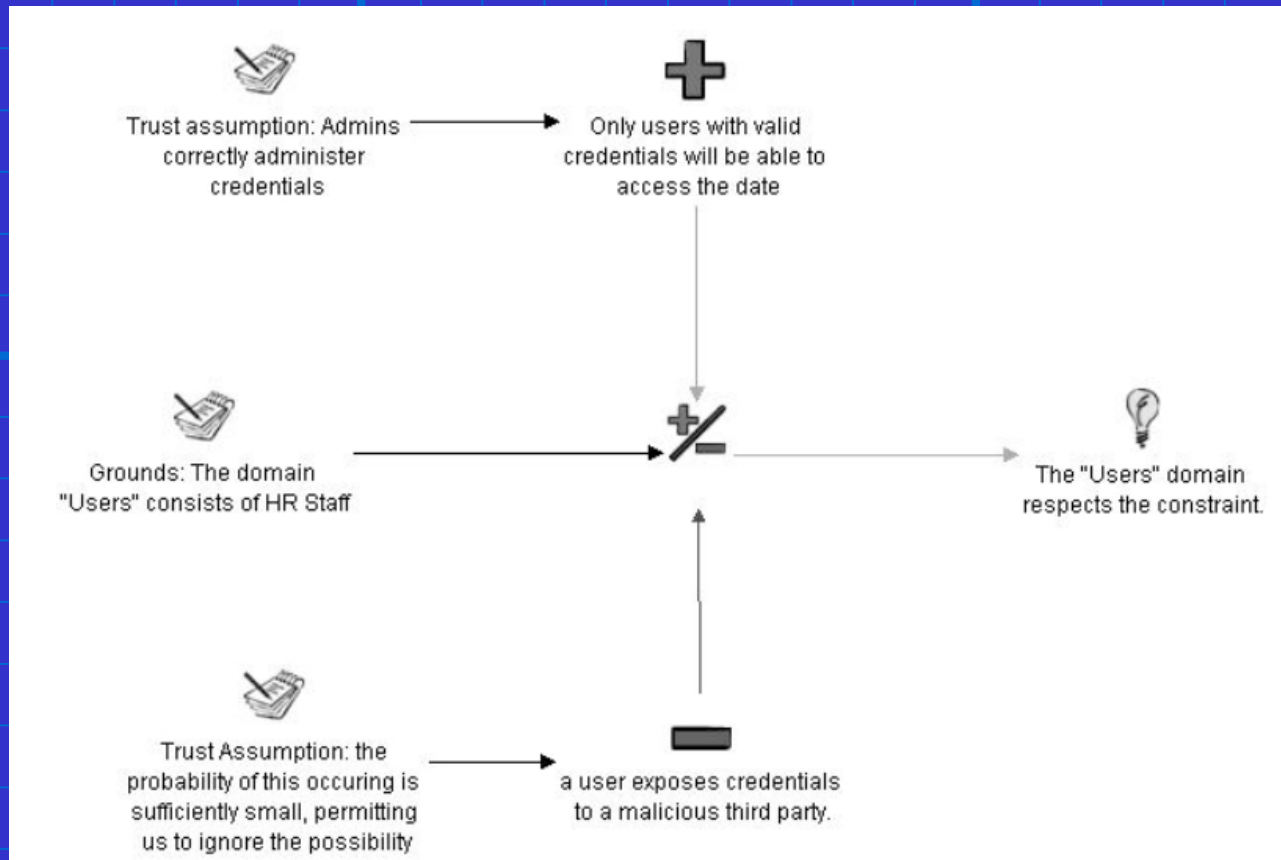 Trust assumption: Admins
correctly administer
credentials
Only users with valid
credentials will be able to
access the date
Grounds: The domain
"Users" consists of HR Staff
The "Users" domain
respects the constraint.
Trust Assumption: the
probability of this occuring is
sufficiently small, permitting
us to ignore the possibility
a user exposes credentials
to a malicious third party.